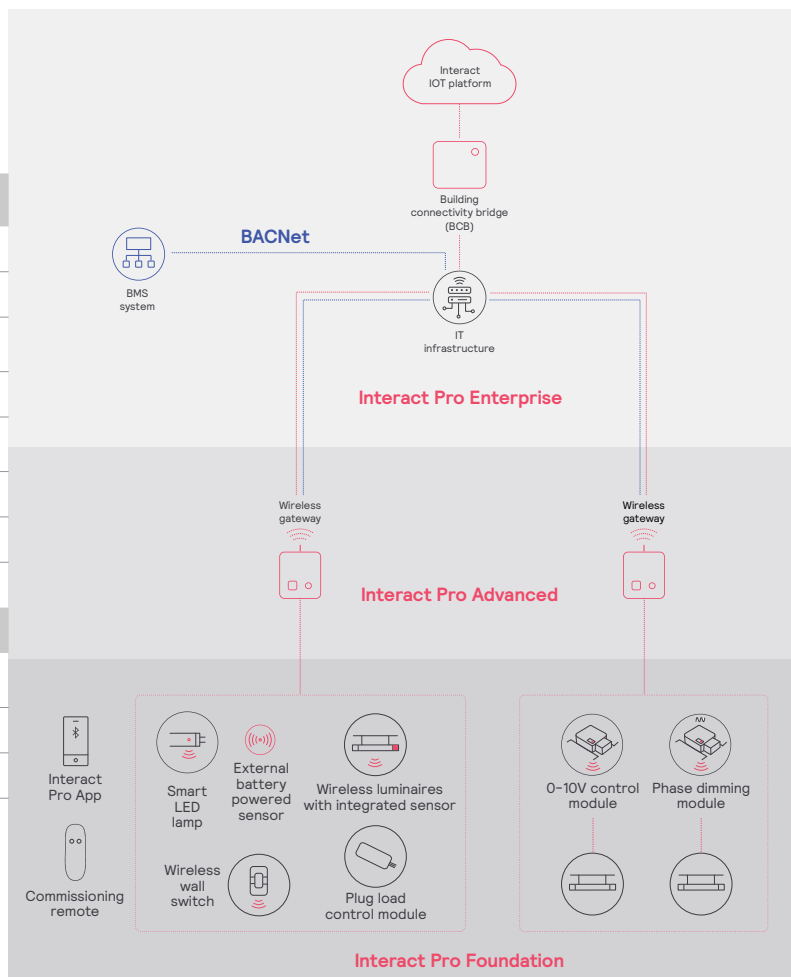 Interact
IOT platform
Building
connectivity bridge
(BCB)
BACNet
BMS
system
IT
infrastructure
Interact Pro Enterprise
Wireless
gateway
Wireless
gateway
Interact Pro Advanced
Interact
Pro App
Smart
LED
lamp
External
battery
powered
sensor
Wireless luminaires
with integrated sensor
0-10V control
module
Phase dimming
module
Commissioning
remote
Wireless
wall
switch
Plug load
control module
Interact Pro Foundation